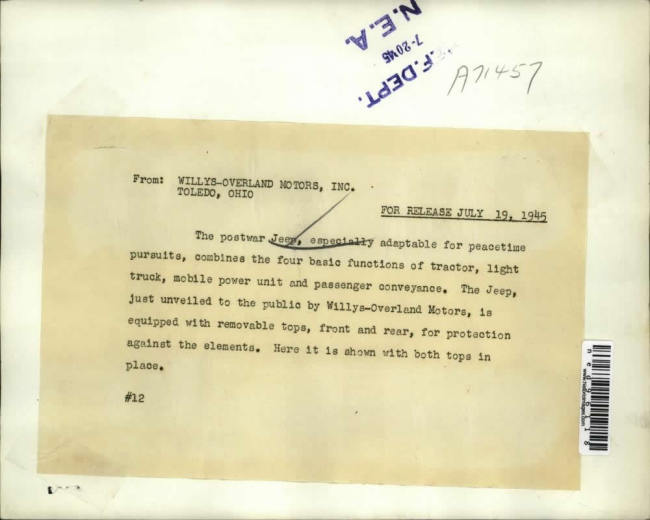 N.E.A.
7-20-45
F.DEPT.
A71457
From: WILLYS-OVERLAND MOTORS, INC.
TOLEDO, OHIO
FOR RELEASE JULY 19, 1945
The postwar Jeep, especially adaptable for peacetime
pursuits, combines the four basic functions of tractor, light
truck, mobile power unit and passenger conveyance. The Jeep,
just unveiled to the public by Willys-Overland Motors, is
equipped with removable tops, front and rear, for protection
against the elements. Here it is shown with both tops in
place.
#12